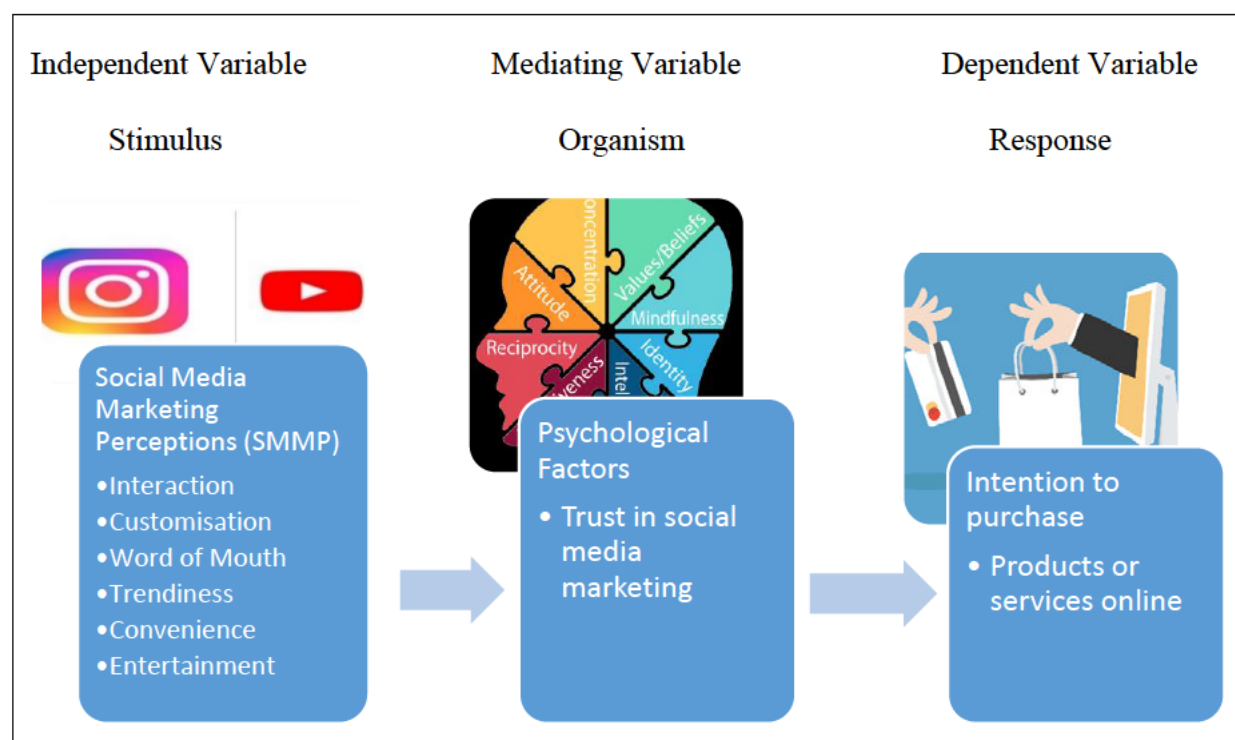 Independent Variable
Mediating Variable
Dependent Variable
Stimulus
Organism
Response
Values/Beliefs
Attitude
Mindfulness
Reciprocity
Identity
Social Media
Marketing
Perceptions (SMMP)
•Interaction
•Customisation
•Word of Mouth
•Trendiness
•Convenience
•Entertainment
Psychological
Factors
• Trust in social
media
marketing
Intention to
purchase
• Products or
services online